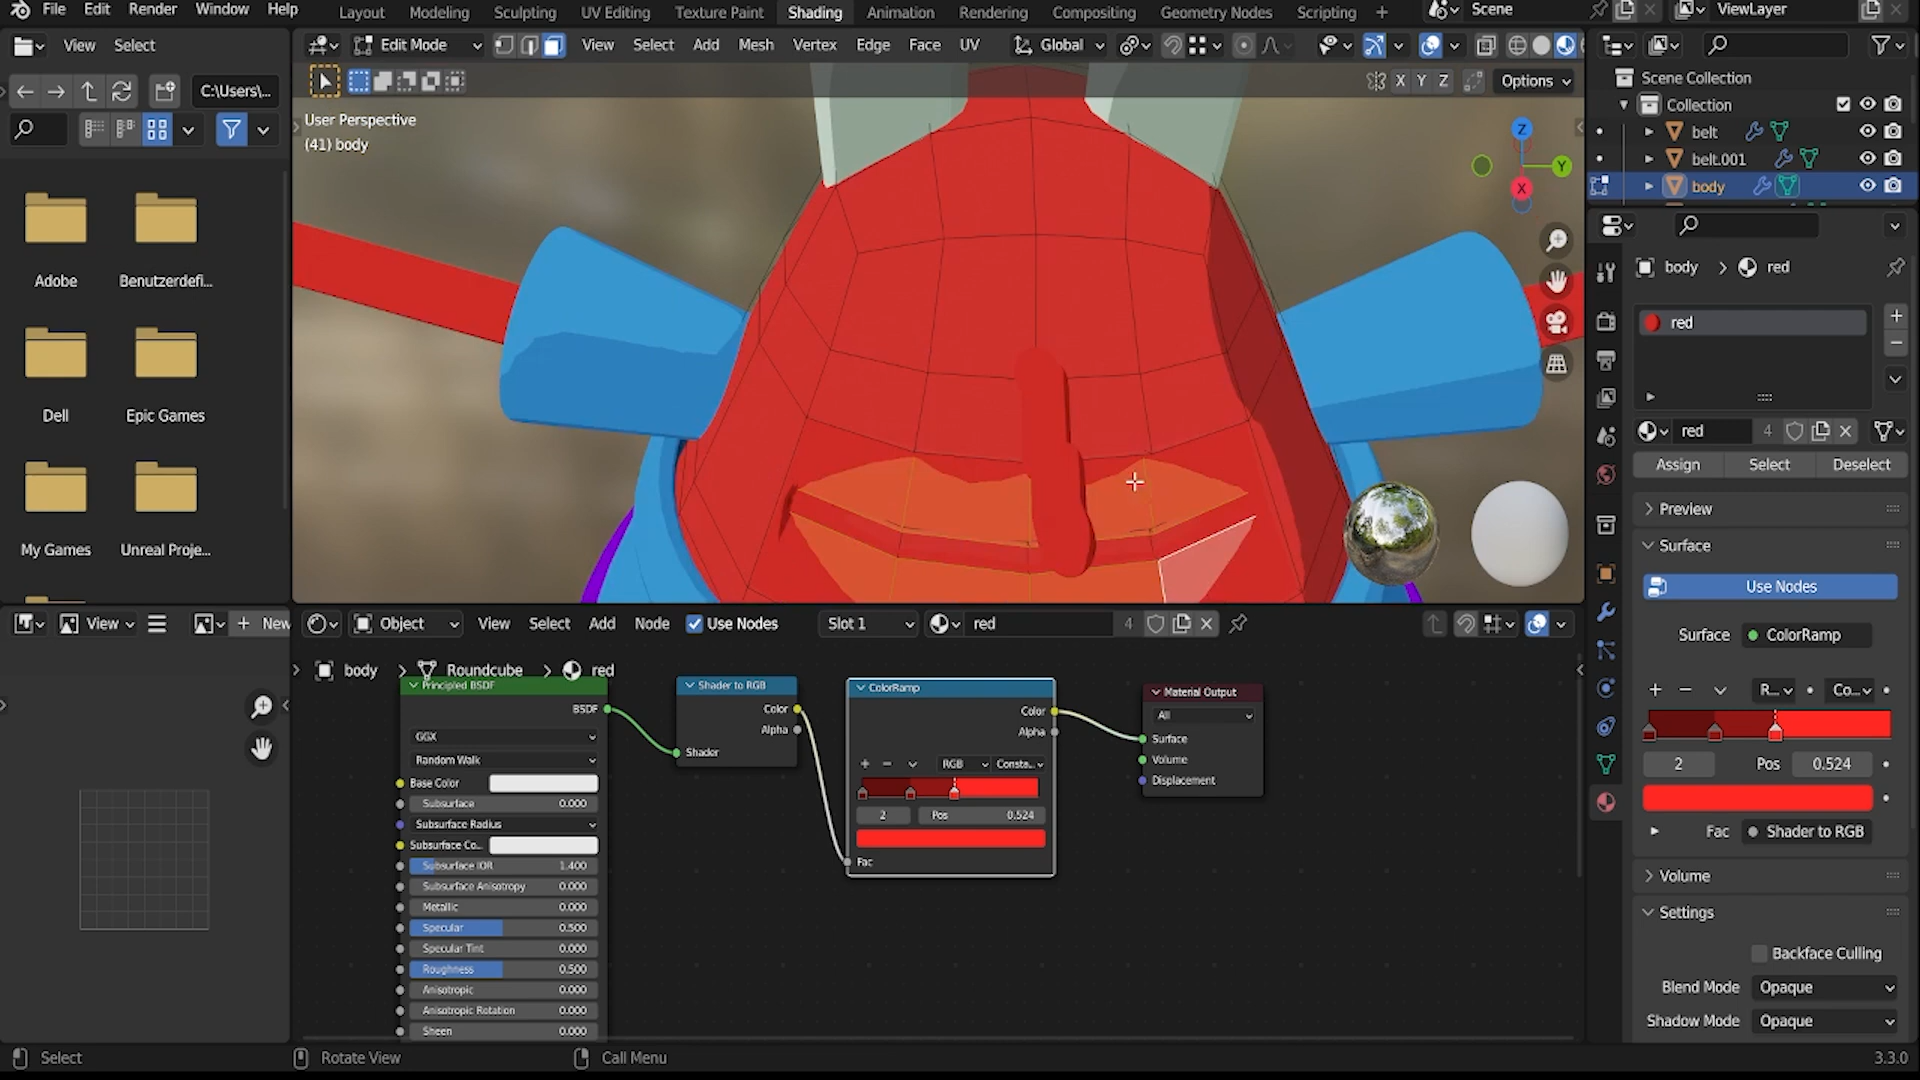 File Edit Render Window Help
Layout Modeling Sculpting UV Editing Texture Paint Shading Animation Rendering Compositing Geometry Nodes Scripting +
Scene
ViewLayer
View Select
Edit Mode
View Select Add Mesh Vertex Edge Face UV
Global
C:\Users\...
X Y Z
Options
User Perspective
(41) body
Z
Y
X
Adobe
Benutzerdefi...
Dell
Epic Games
My Games
Unreal Proje...
Scene Collection
Collection
belt
belt.001
body
body > red
red
red 4
Assign Select Deselect
Preview
Surface
Use Nodes
Surface ColorRamp
R... Co...
2 Pos 0.524
Fac Shader to RGB
Volume
Settings
Backface Culling
Blend Mode Opaque
Shadow Mode Opaque
View
+ New
Object
View Select Add Node Use Nodes
Slot 1
red 4
body > Roundcube > red
Principled BSDF
BSDF
GGX
Random Walk
Base Color
Subsurface 0.000
Subsurface Radius
Subsurface Co...
Subsurface IOR 1.400
Subsurface Anisotropy 0.000
Metallic 0.000
Specular 0.500
Specular Tint 0.000
Roughness 0.500
Anisotropic 0.000
Anisotropic Rotation 0.000
Sheen 0.000
Shader to RGB
Color
Alpha
Shader
ColorRamp
Color
Alpha
+ − RGB Consta...
2 Pos 0.524
Fac
Material Output
All
Surface
Volume
Displacement
Select
Rotate View
Call Menu
3.3.0